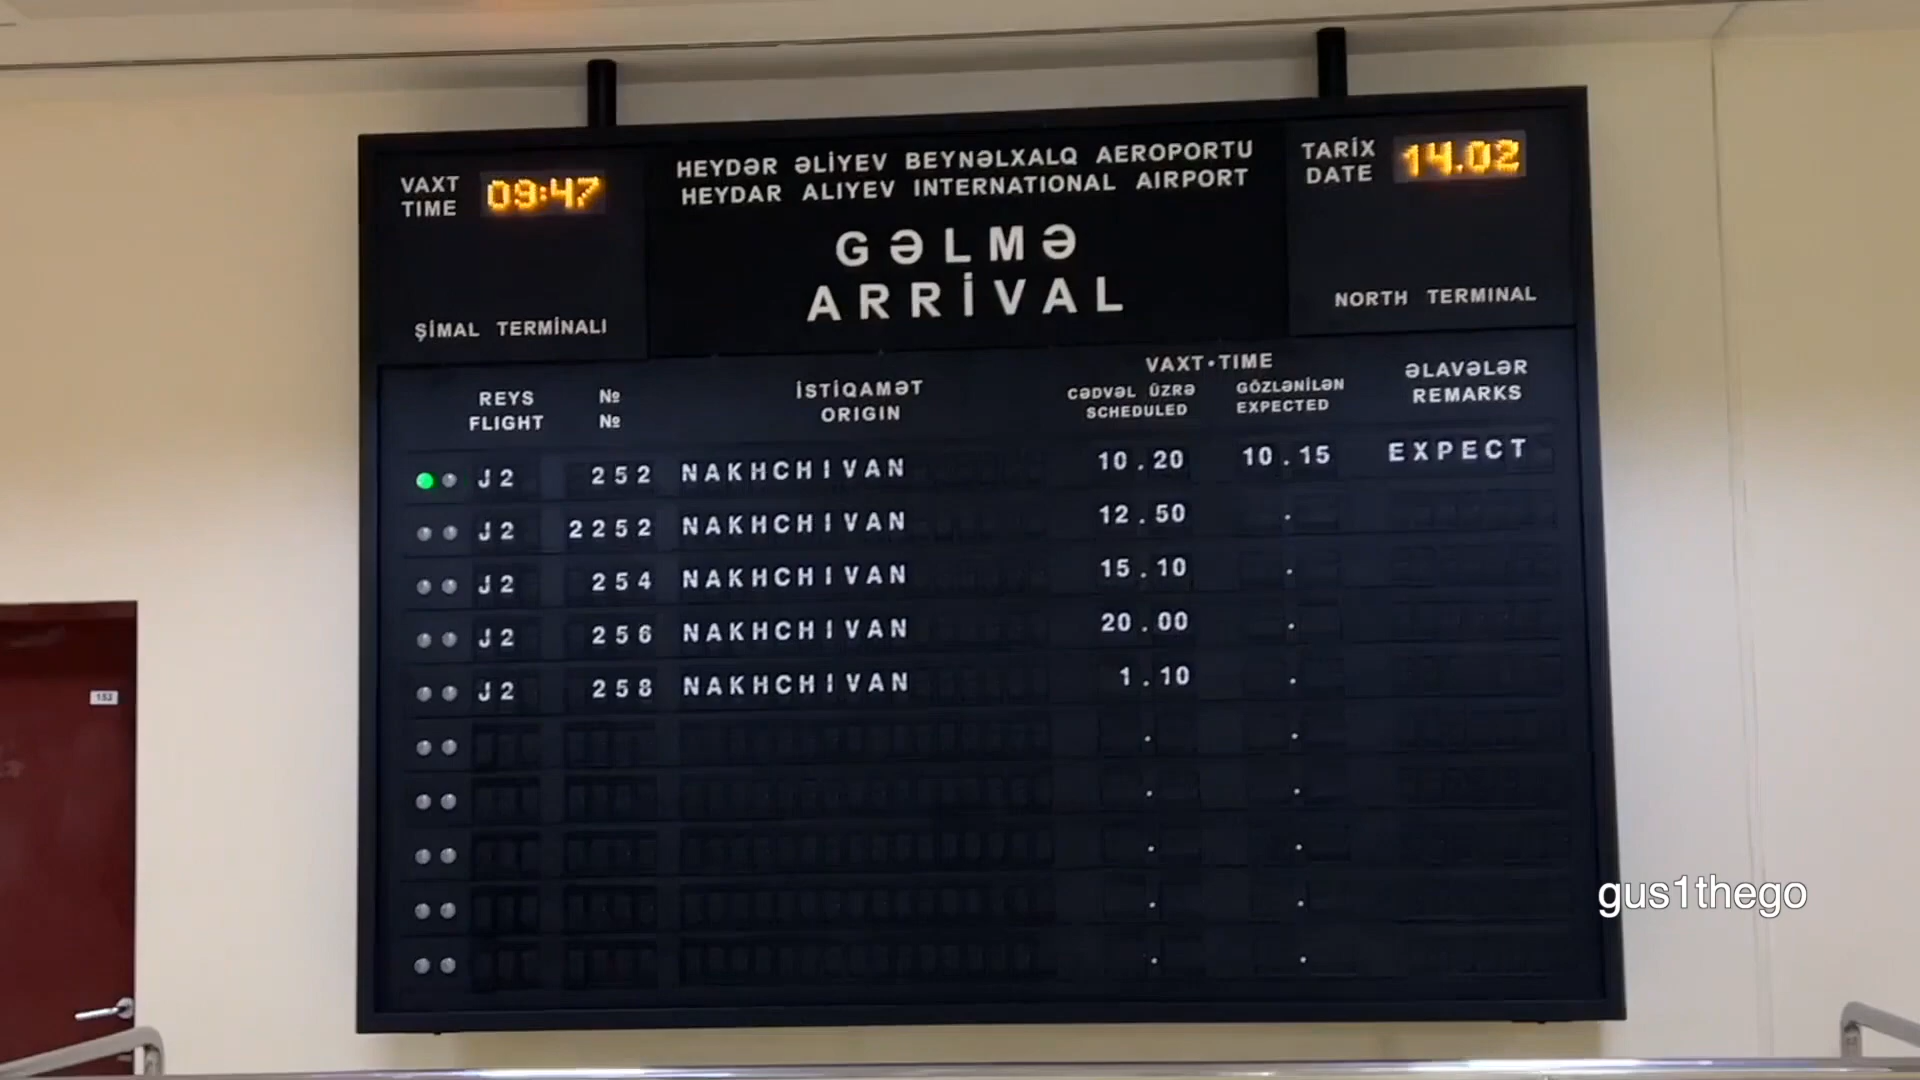 VAXT
TIME
09:47
HEYDƏR ƏLİYEV BEYNƏLXALQ AEROPORTU
HEYDAR ALIYEV INTERNATIONAL AIRPORT
TARİX
DATE
14.02
GƏLMƏ
ARRİVAL
ŞİMAL TERMİNALI
NORTH TERMINAL
REYS
FLIGHT
№
№
İSTİQAMƏT
ORIGIN
VAXT•TIME
CƏDVƏL ÜZRƏ
SCHEDULED
GÖZLƏNİLƏN
EXPECTED
ƏLAVƏLƏR
REMARKS
J2 252 NAKHCHIVAN 10.20 10.15 EXPECT
J2 2252 NAKHCHIVAN 12.50 .
J2 254 NAKHCHIVAN 15.10 .
J2 256 NAKHCHIVAN 20.00 .
J2 258 NAKHCHIVAN 1.10 .
gus1thego